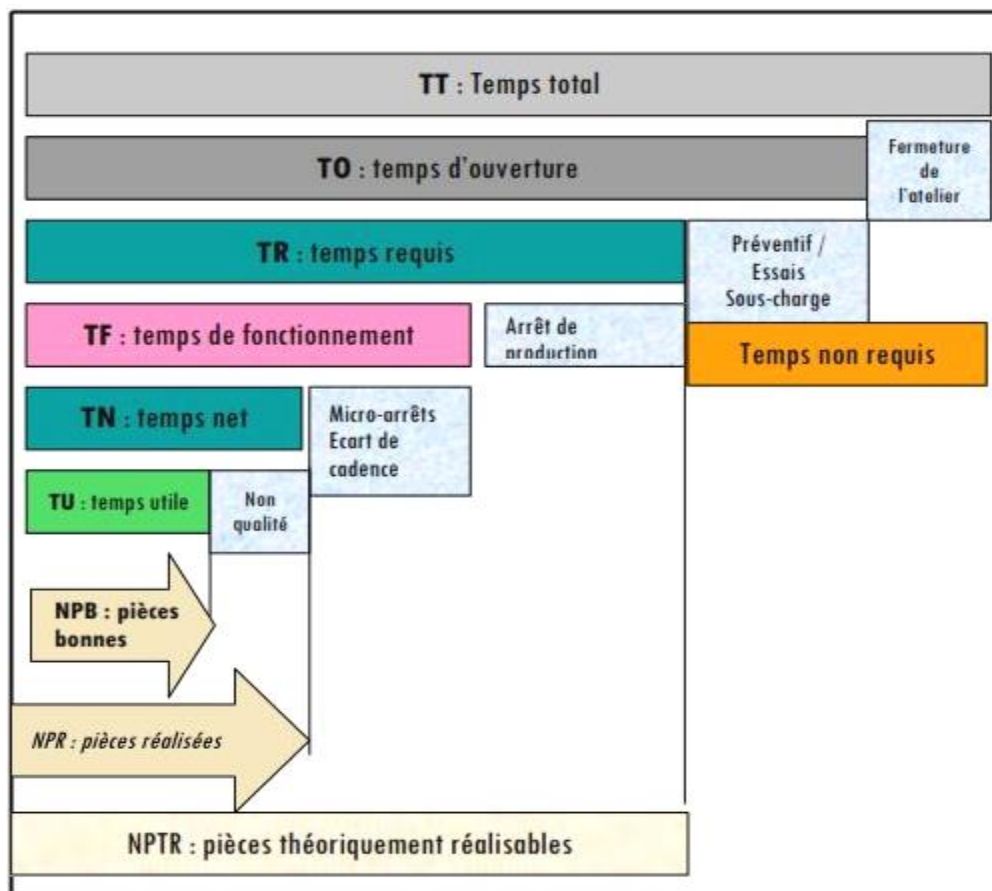 TT : Temps total
TO : temps d'ouverture
Fermeture
de
l'atelier
TR : temps requis
Préventif /
Essais
Sous-charge
TF : temps de fonctionnement
Arrêt de
production
Temps non requis
TN : temps net
Micro-arrêts
Ecart de
cadence
TU : temps utile
Non
qualité
NPB : pièces
bonnes
NPR : pièces réalisées
NPTR : pièces théoriquement réalisables